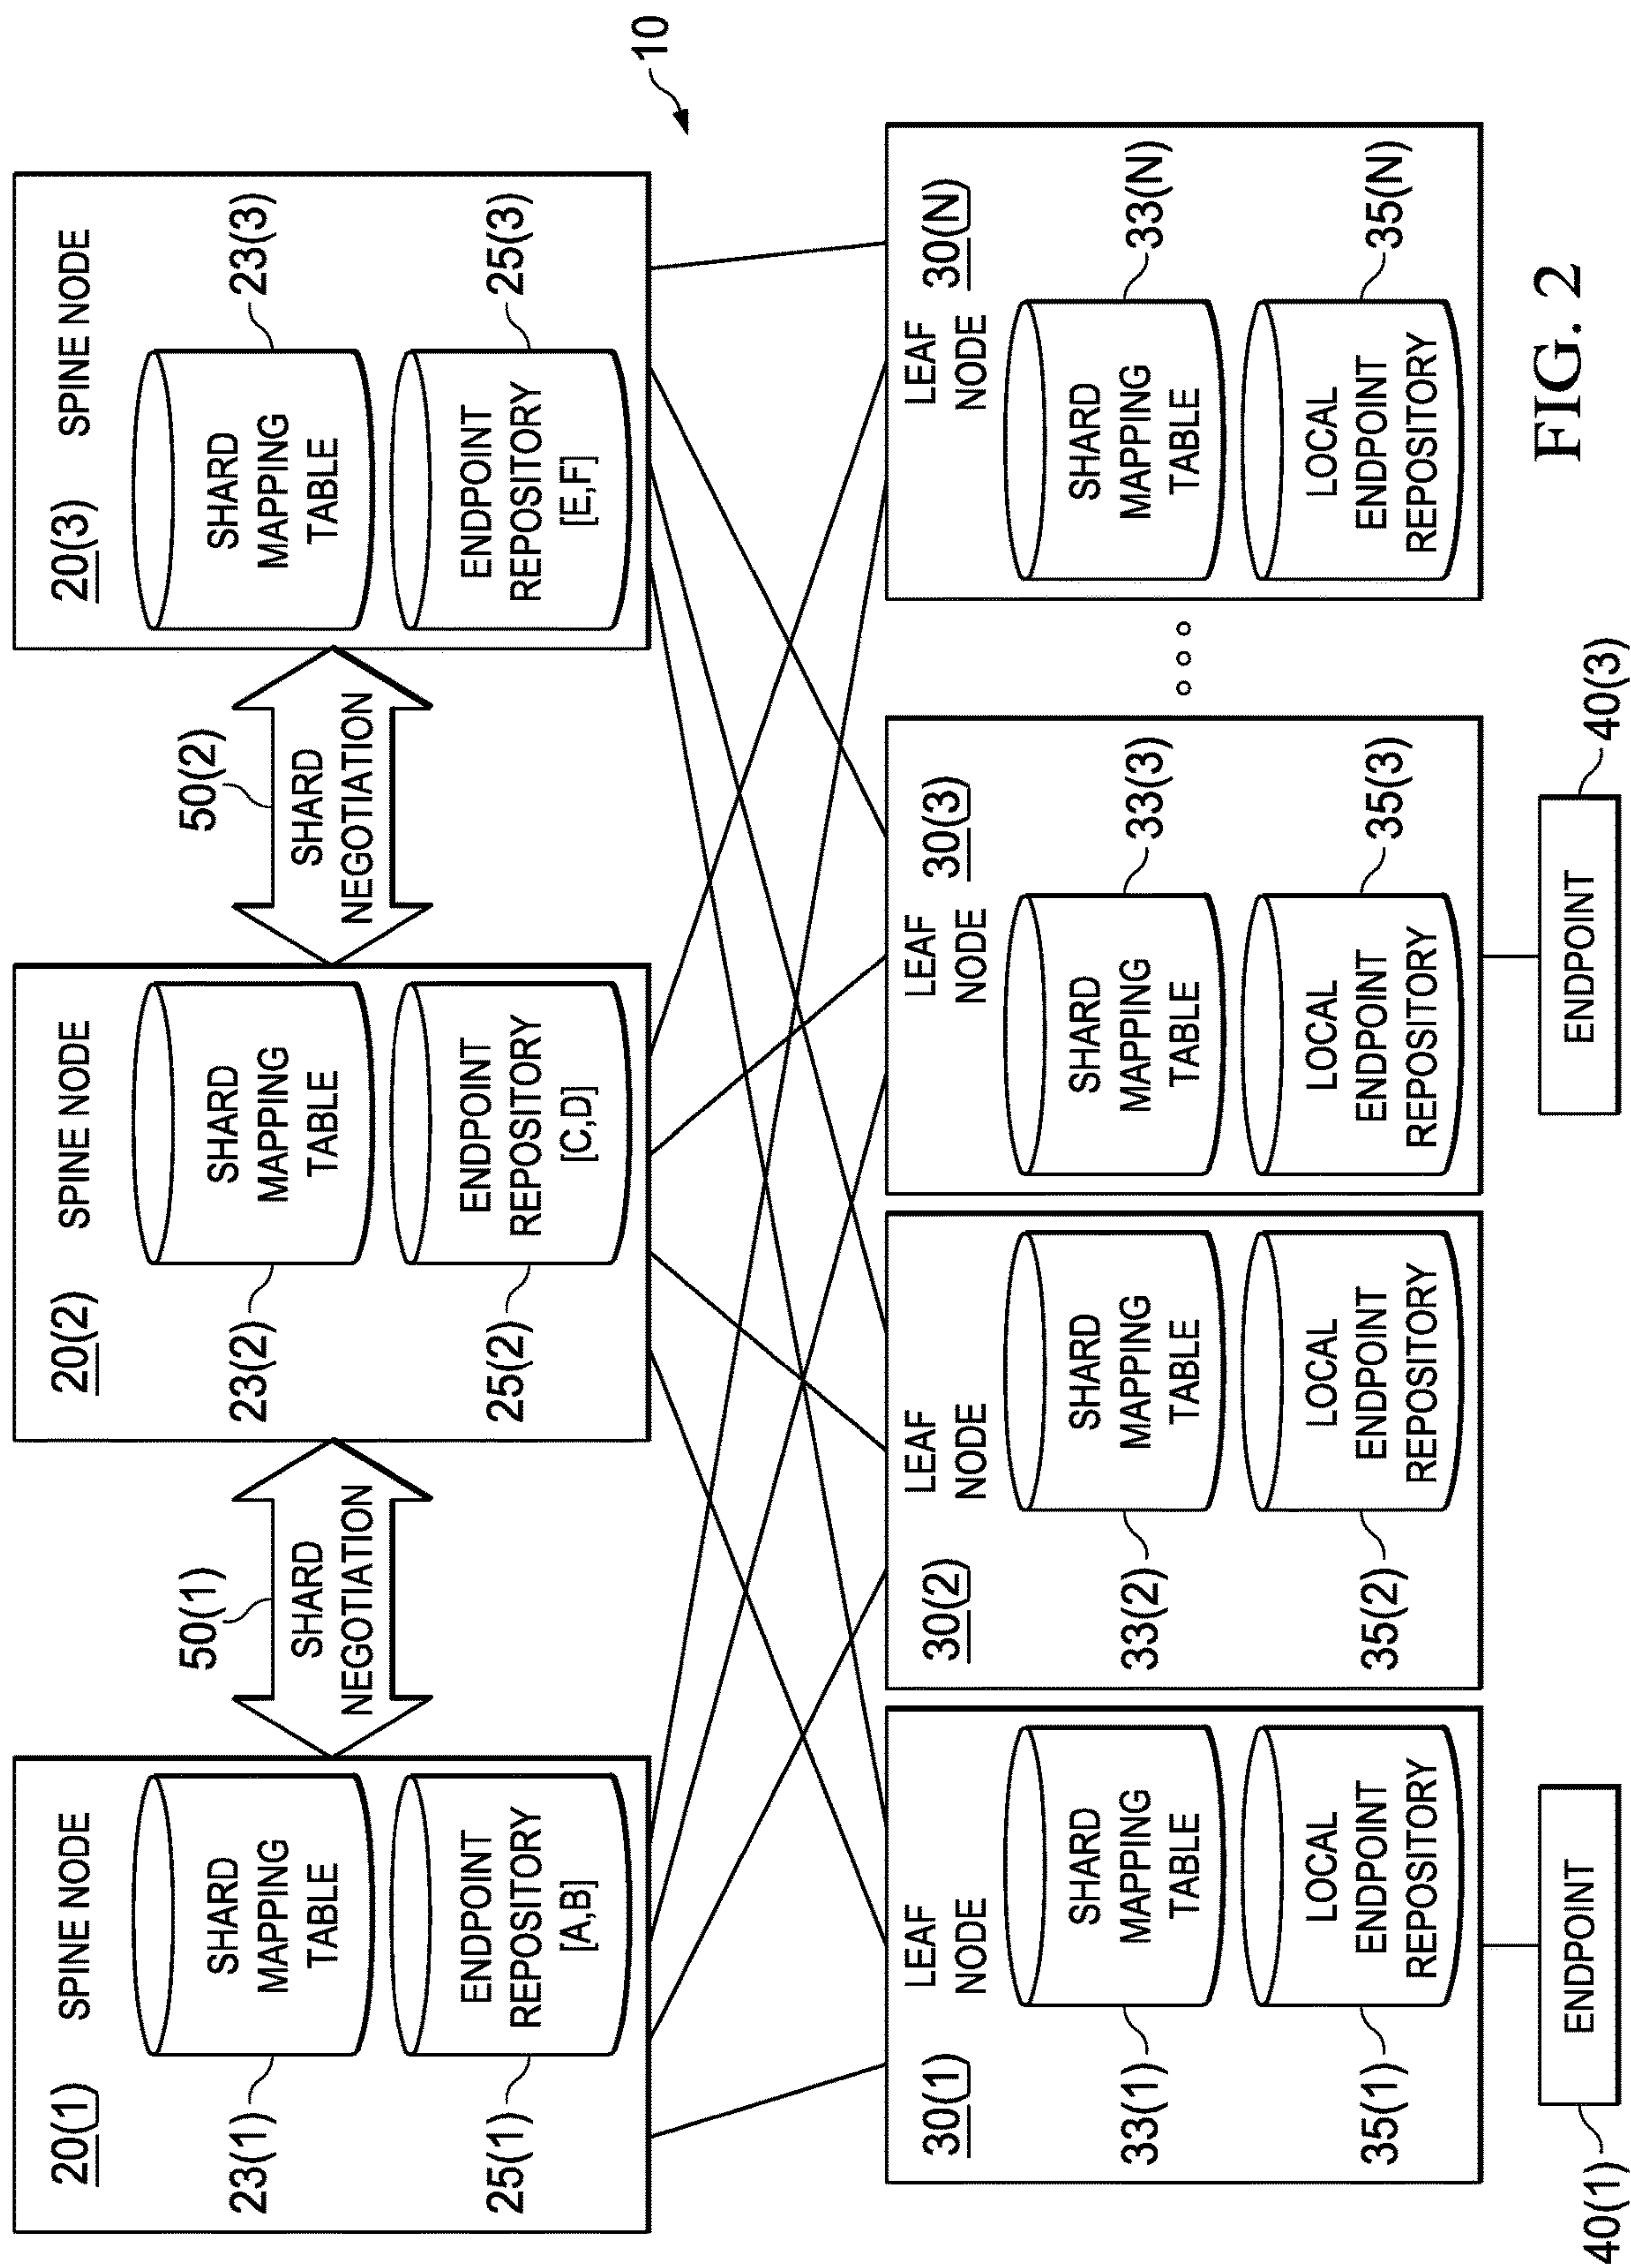 10
20(1)
SPINE NODE
23(1)
SHARD
MAPPING
TABLE
25(1)
ENDPOINT
REPOSITORY
[A,B]
50(1)
SHARD
NEGOTIATION
20(2)
SPINE NODE
23(2)
SHARD
MAPPING
TABLE
25(2)
ENDPOINT
REPOSITORY
[C,D]
50(2)
SHARD
NEGOTIATION
20(3)
SPINE NODE
23(3)
SHARD
MAPPING
TABLE
25(3)
ENDPOINT
REPOSITORY
[E,F]
30(1)
LEAF
NODE
33(1)
SHARD
MAPPING
TABLE
35(1)
LOCAL
ENDPOINT
REPOSITORY
30(2)
LEAF
NODE
33(2)
SHARD
MAPPING
TABLE
35(2)
LOCAL
ENDPOINT
REPOSITORY
LEAF
NODE
30(3)
SHARD
MAPPING
TABLE
33(3)
LOCAL
ENDPOINT
REPOSITORY
35(3)
LEAF
NODE
30(N)
SHARD
MAPPING
TABLE
33(N)
LOCAL
ENDPOINT
REPOSITORY
35(N)
40(1)
ENDPOINT
ENDPOINT
40(3)
FIG. 2